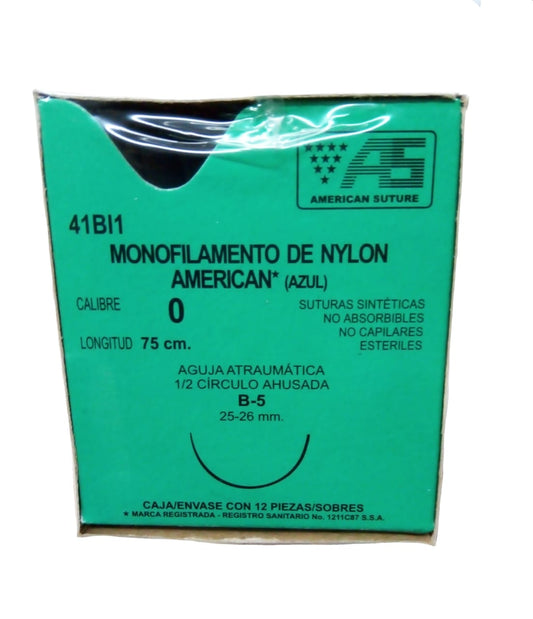 AS
AMERICAN SUTURE
41BI1
MONOFILAMENTO DE NYLON
AMERICAN* (AZUL)
CALIBRE 0
LONGITUD 75 cm.
SUTURAS SINTÉTICAS
NO ABSORBIBLES
NO CAPILARES
ESTERILES
AGUJA ATRAUMÁTICA
1/2 CÍRCULO AHUSADA
B-5
25-26 mm.
CAJA/ENVASE CON 12 PIEZAS/SOBRES
* MARCA REGISTRADA - REGISTRO SANITARIO No. 1211C87 S.S.A.